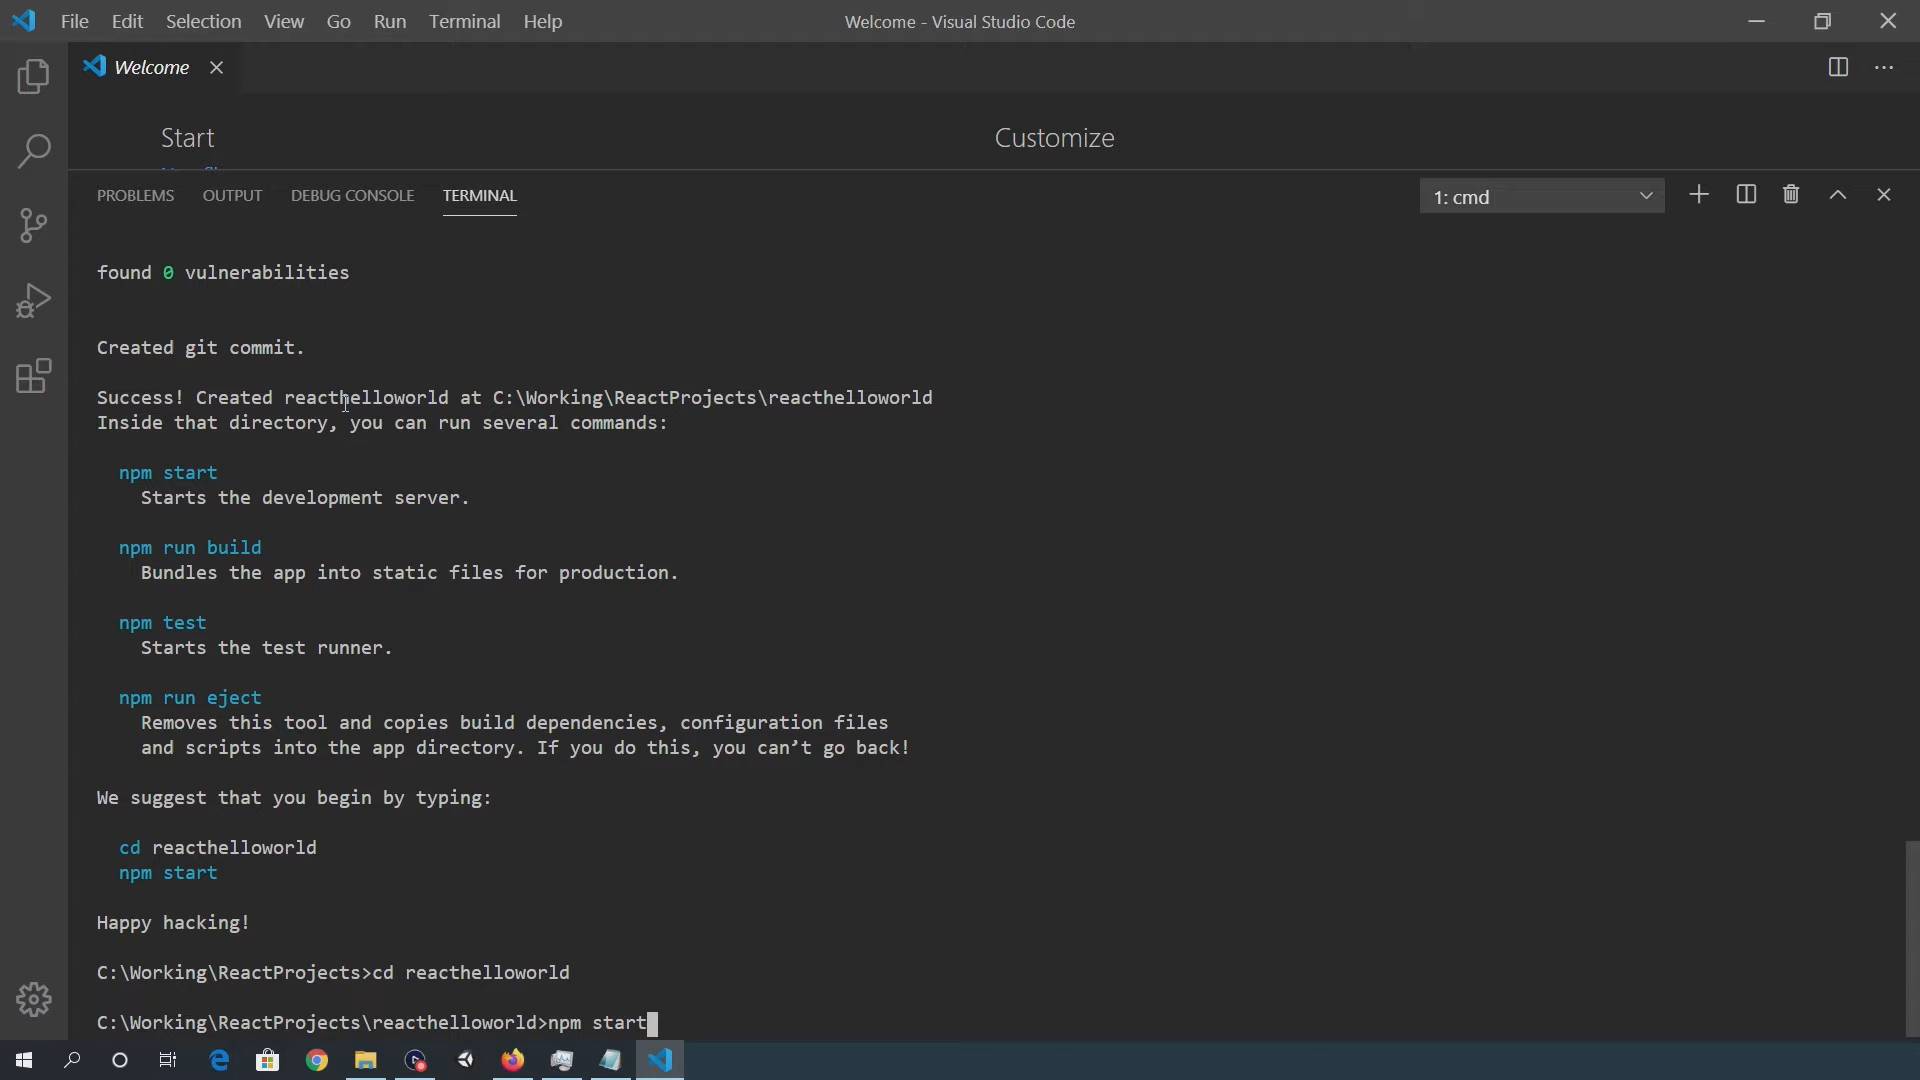 File Edit Selection View Go Run Terminal Help
Welcome - Visual Studio Code
Welcome
Start
Customize
PROBLEMS OUTPUT DEBUG CONSOLE TERMINAL
1: cmd
found 0 vulnerabilities
Created git commit.
Success! Created reacthelloworld at C:\Working\ReactProjects\reacthelloworld
Inside that directory, you can run several commands:
npm start
Starts the development server.
npm run build
Bundles the app into static files for production.
npm test
Starts the test runner.
npm run eject
Removes this tool and copies build dependencies, configuration files
and scripts into the app directory. If you do this, you can’t go back!
We suggest that you begin by typing:
cd reacthelloworld
npm start
Happy hacking!
C:\Working\ReactProjects>cd reacthelloworld
C:\Working\ReactProjects\reacthelloworld>npm start